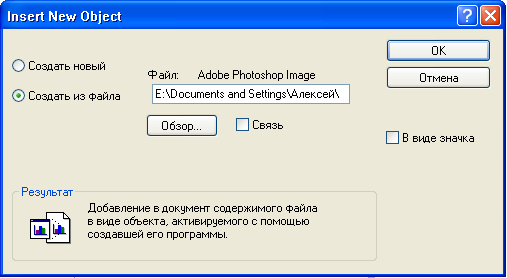 Insert New Object
Создать новый
Создать из файла
Файл: Adobe Photoshop Image
E:\Documents and Settings\Алексей\
Обзор...
Связь
OK
Отмена
В виде значка
Результат
Добавление в документ содержимого файла
в виде объекта, активируемого с помощью
создавшей его программы.